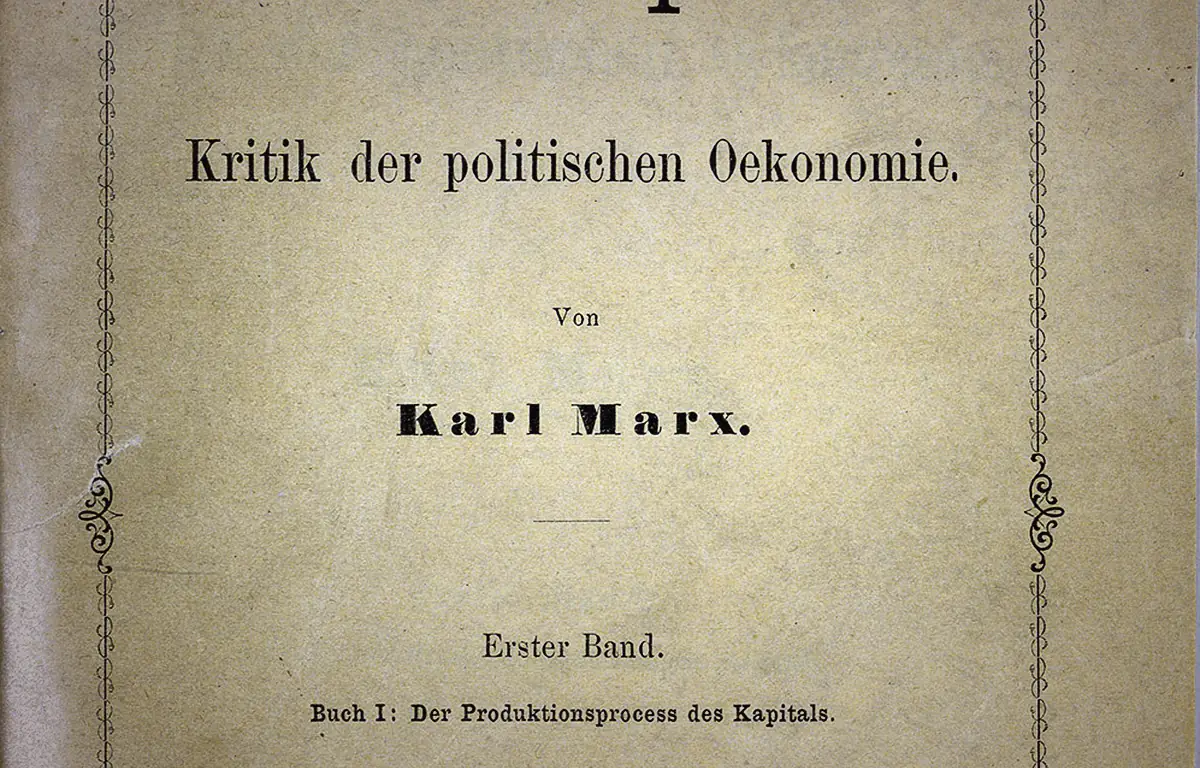 Kritik der politischen Oekonomie.
Von
Karl Marx.
Erster Band.
Buch I: Der Produktionsprocess des Kapitals.